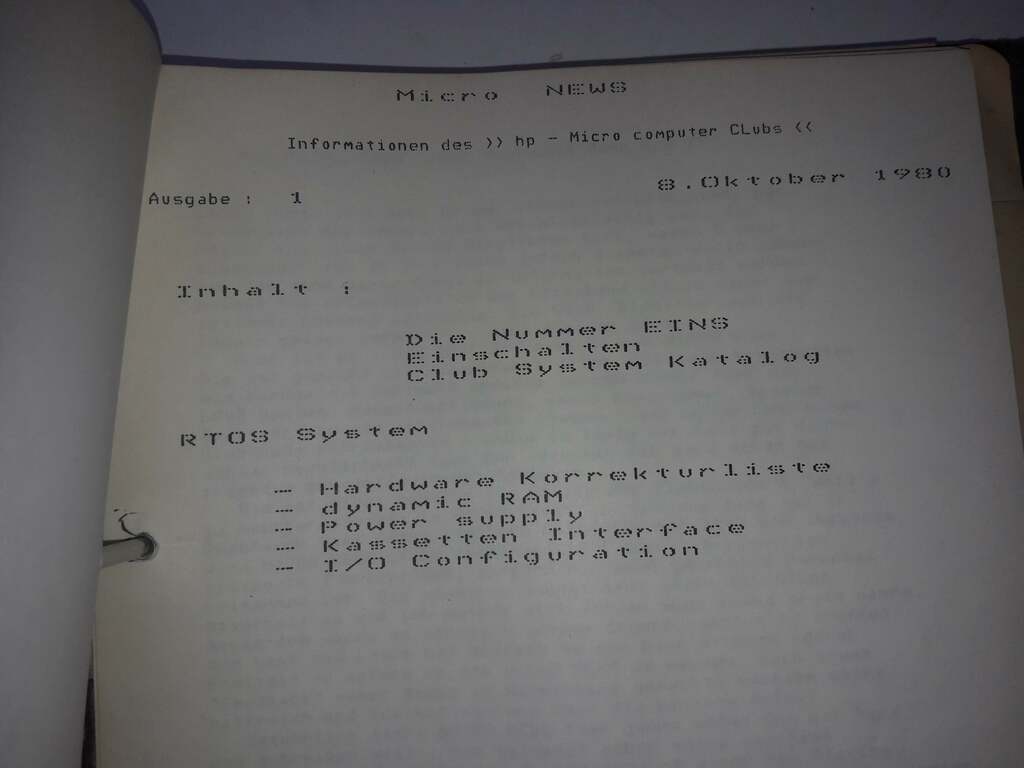 Micro NEWS
Informationen des >> hp - Micro computer CLubs <<
Ausgabe : 1 8.Oktober 1980
Inhalt :
Die Nummer EINS
Einschalten
Club System Katalog
RTOS System
--- Hardware Korrekturliste
--- dynamic RAM
--- Power supply
--- Kassetten Interface
--- I/O Configuration